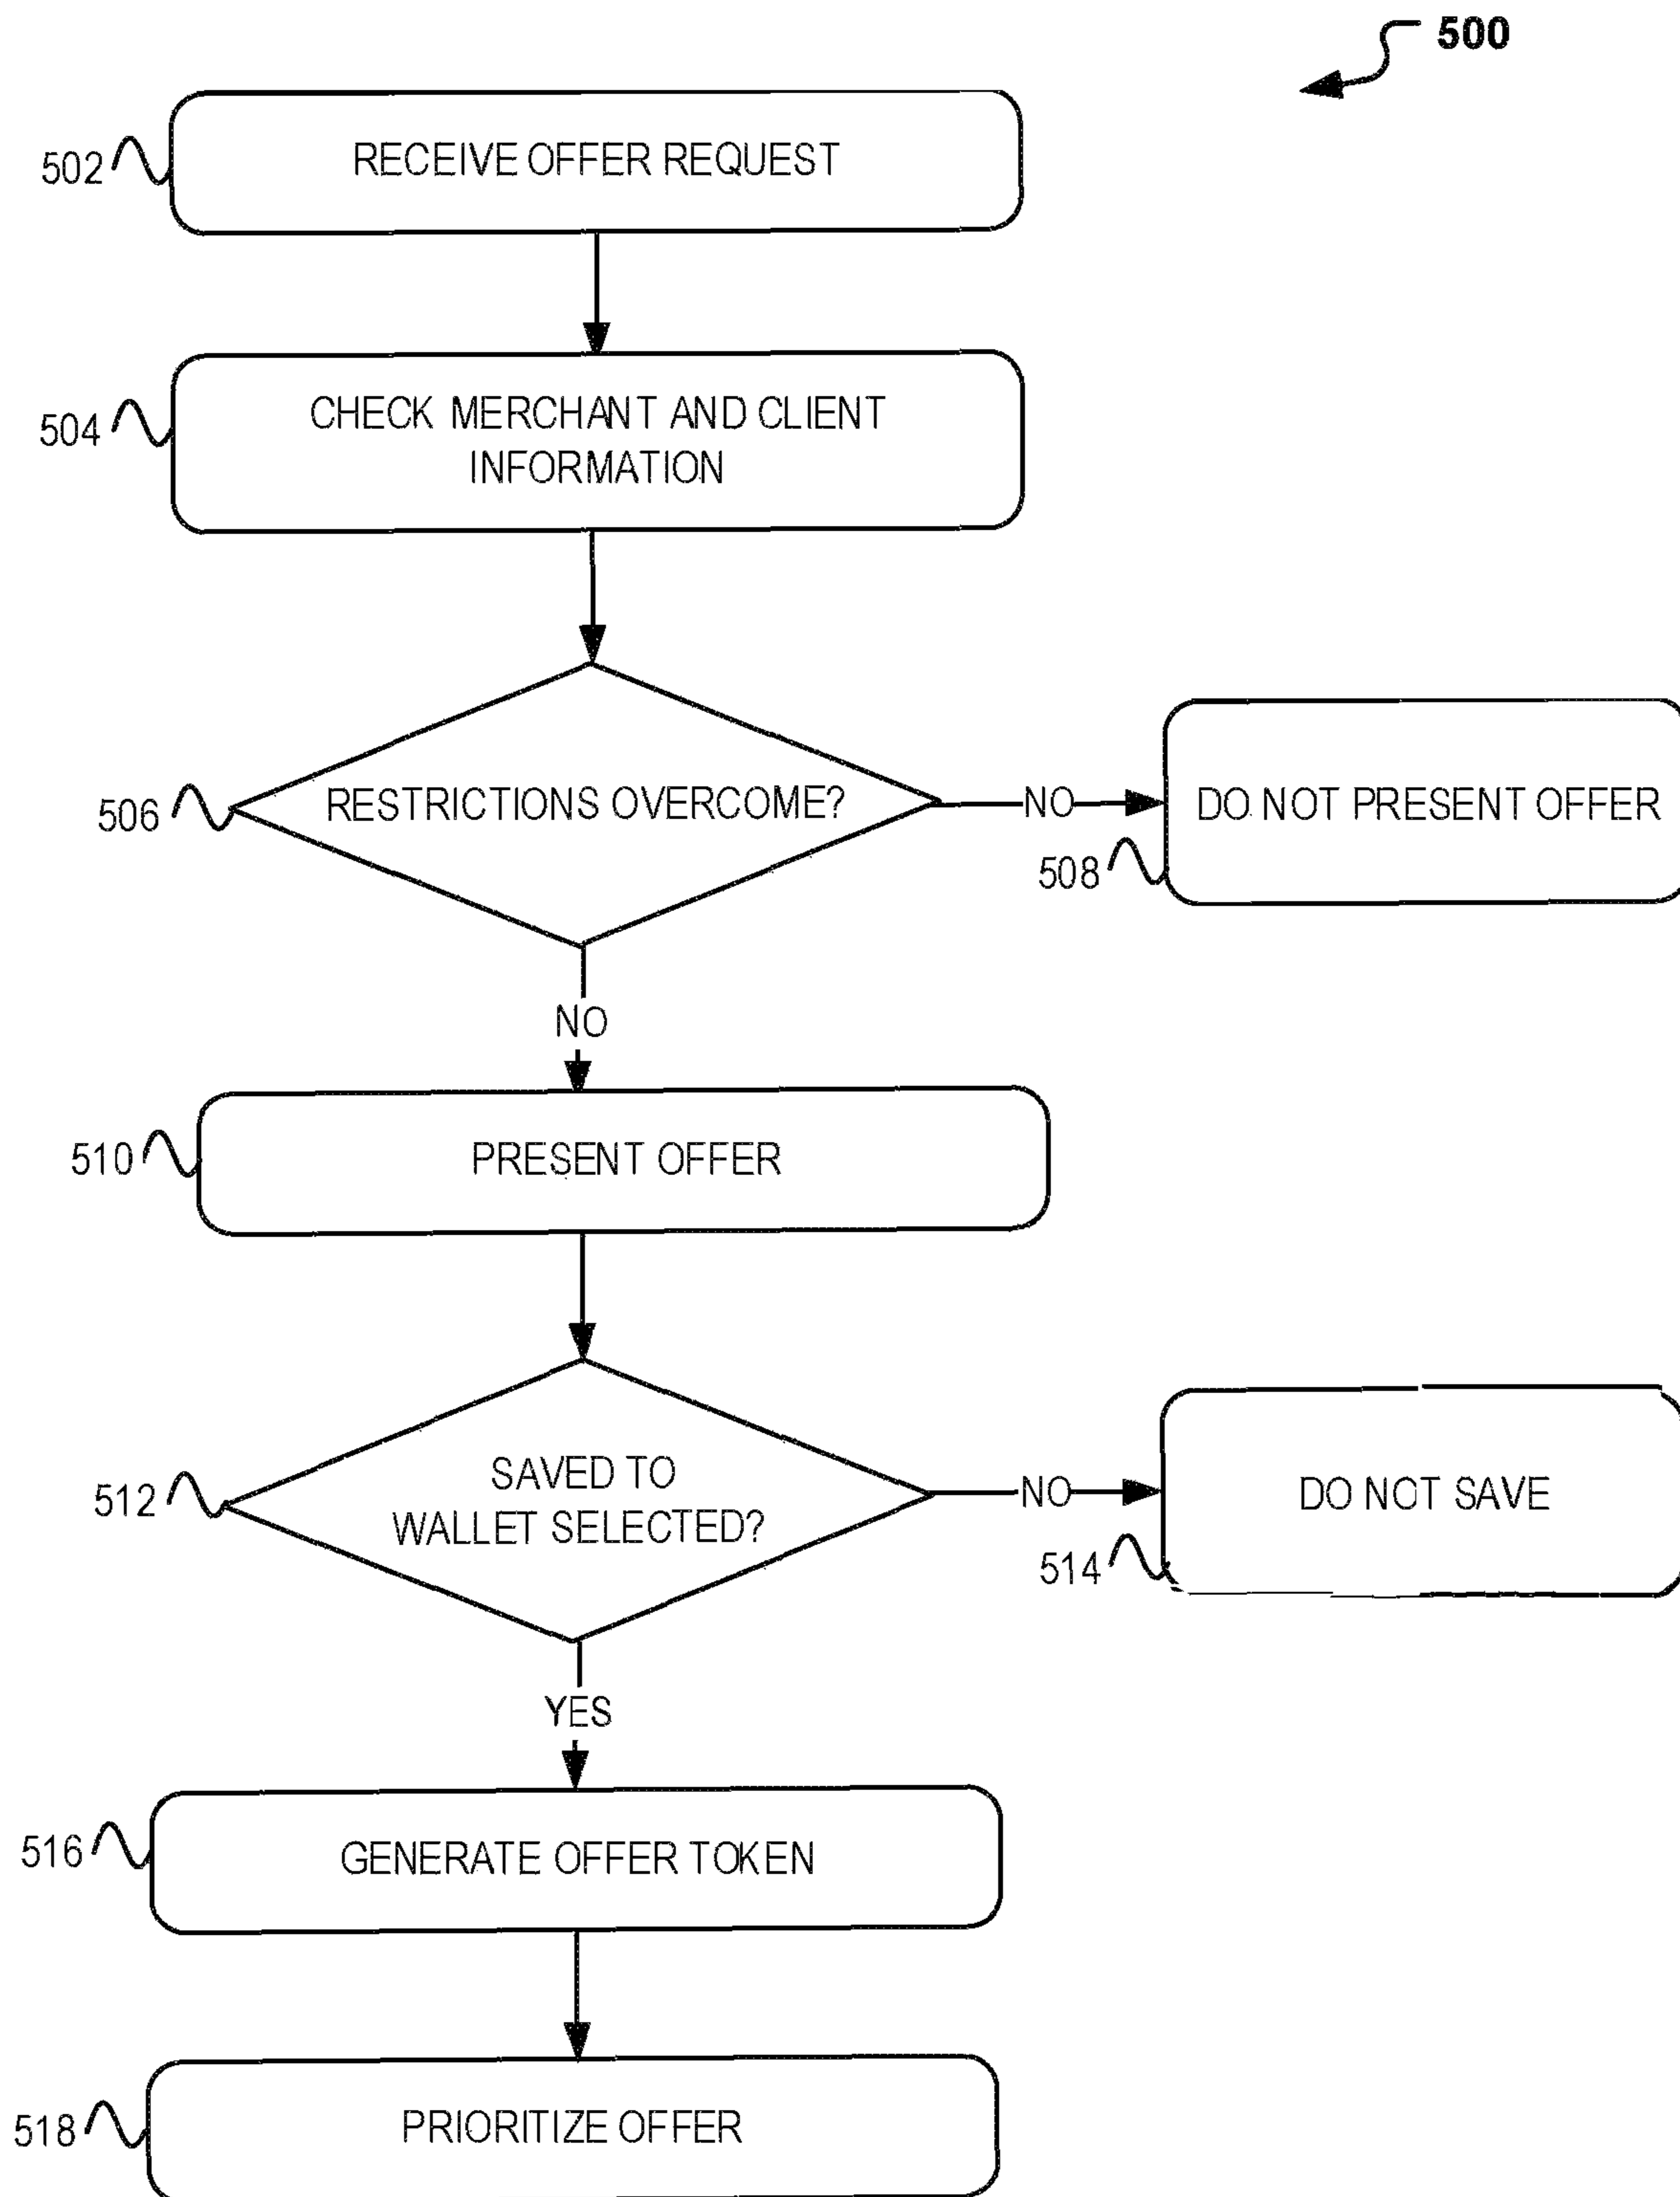 500
502
RECEIVE OFFER REQUEST
504
CHECK MERCHANT AND CLIENT
INFORMATION
506
RESTRICTIONS OVERCOME?
NO
DO NOT PRESENT OFFER
508
NO
510
PRESENT OFFER
512
SAVED TO
WALLET SELECTED?
NO
DO NOT SAVE
514
YES
516
GENERATE OFFER TOKEN
518
PRIORITIZE OFFER